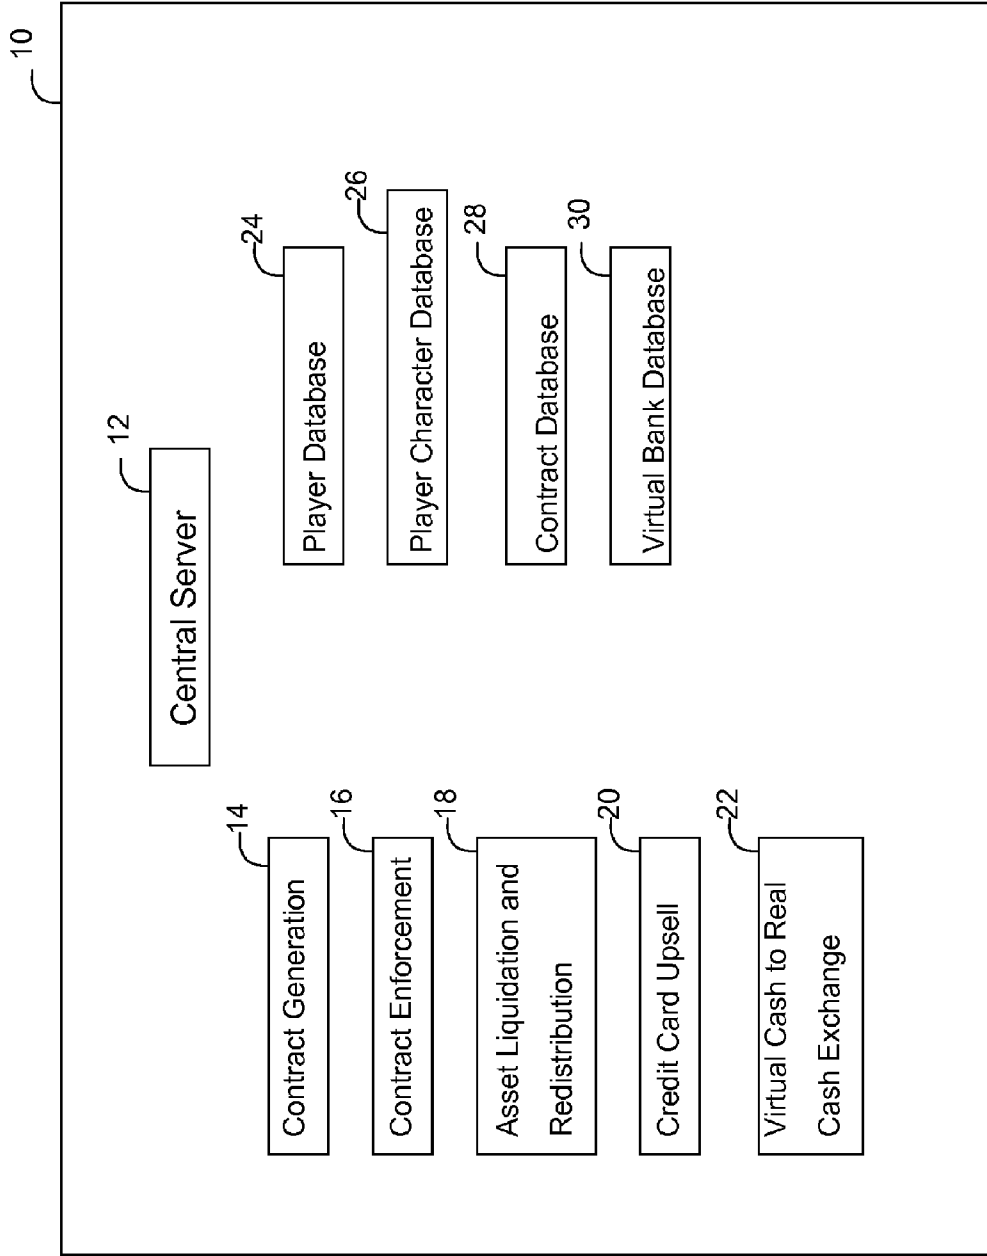 10
12
Central Server
14
Contract Generation
16
Contract Enforcement
18
Asset Liquidation and
Redistribution
20
Credit Card Upsell
22
Virtual Cash to Real
Cash Exchange
24
Player Database
26
Player Character Database
28
Contract Database
30
Virtual Bank Database